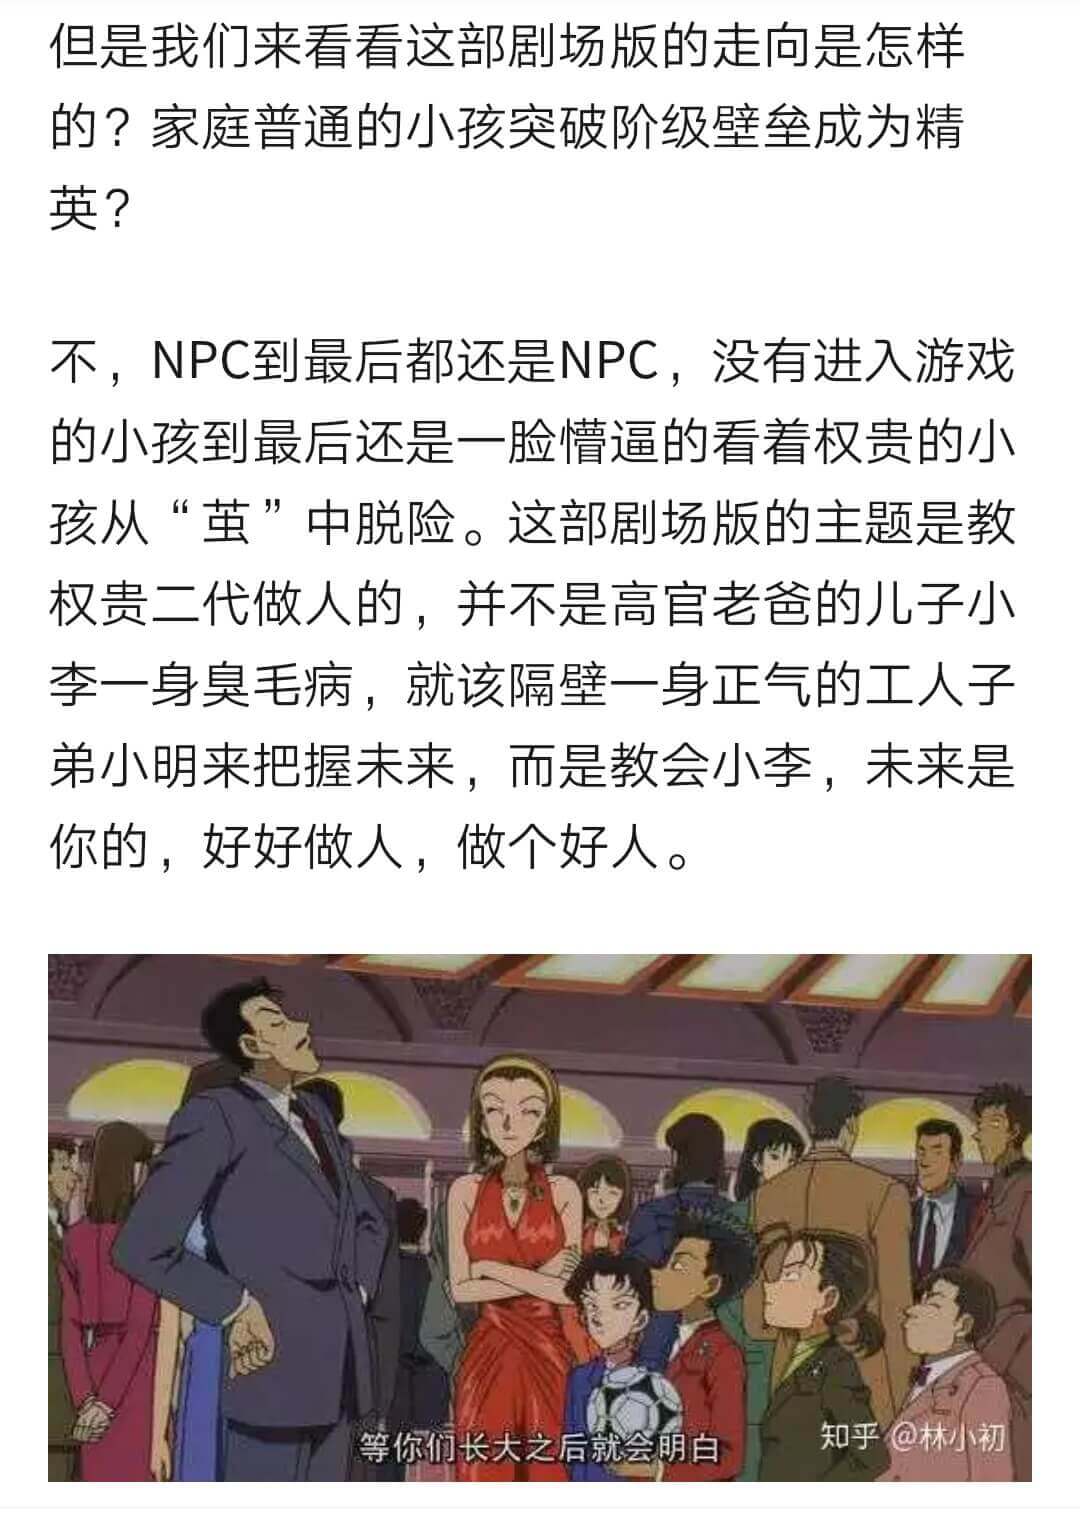 但是我们来看看这部剧场版的走向是怎样
的？家庭普通的小孩突破阶级壁垒成为精
英？
不，NPC到最后都还是NPC，没有进入游戏
的小孩到最后还是一脸懵逼的看着权贵的小
孩从“茧”中脱险。这部剧场版的主题是教
权贵二代做人的，并不是高官老爸的儿子小
李一身臭毛病，就该隔壁一身正气的工人子
弟小明来把握未来，而是教会小李，未来是
你的，好好做人，做个好人。
等你们长大之后就会明白
知乎 @林小初